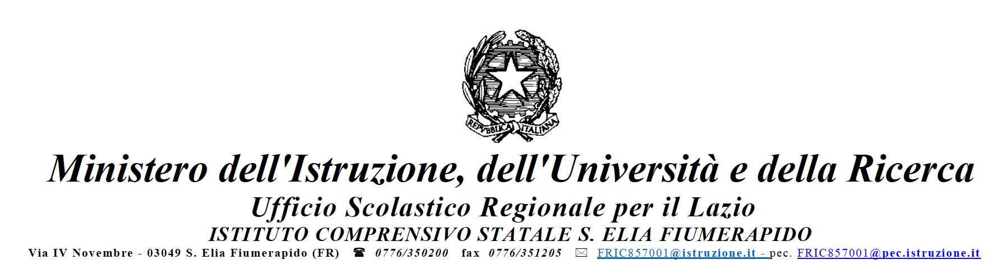 REPVBBLICA ITALIANA
Ministero dell'Istruzione, dell'Università e della Ricerca
Ufficio Scolastico Regionale per il Lazio
ISTITUTO COMPRENSIVO STATALE S. ELIA FIUMERAPIDO
Via IV Novembre - 03049 S. Elia Fiumerapido (FR) ☎ 0776/350200 fax 0776/351205 ✉ FRIC857001@istruzione.it - pec. FRIC857001@pec.istruzione.it